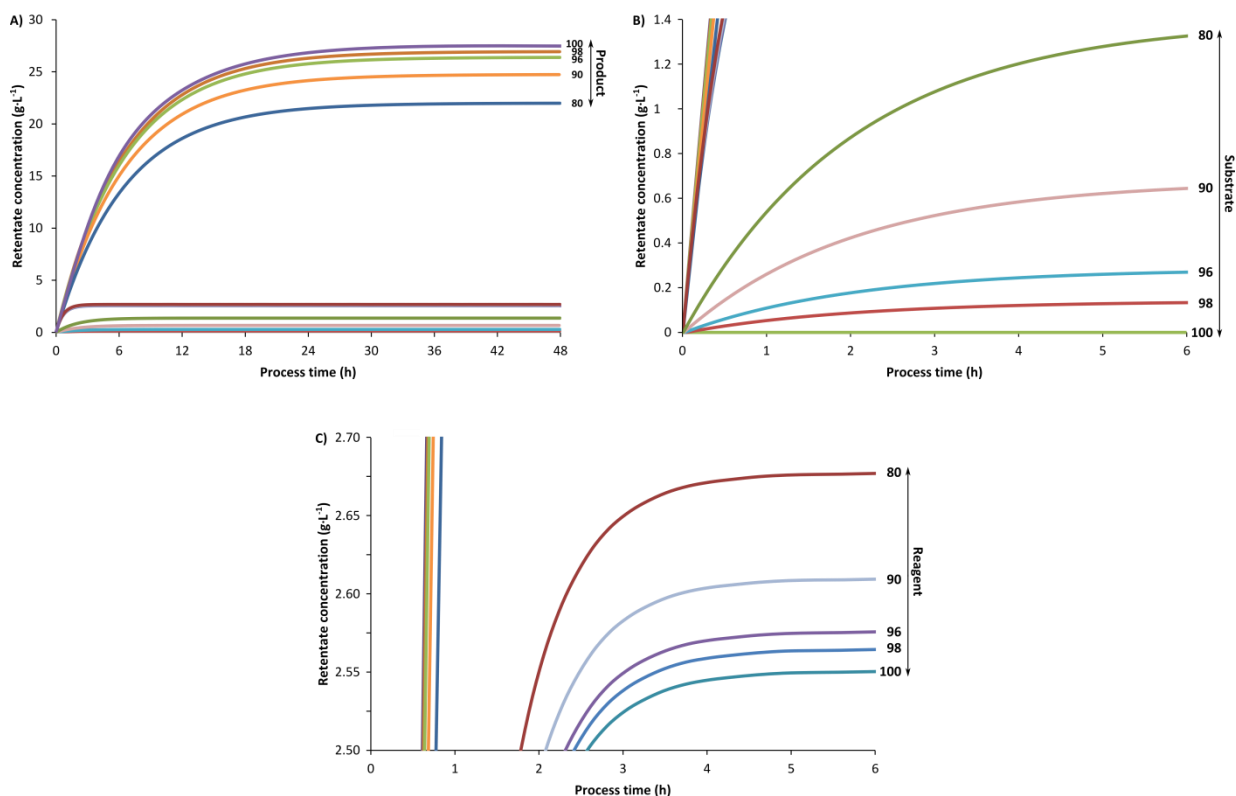 A)
30
25
20
15
10
5
0
Retentate concentration (g·L-1)
0 6 12 18 24 30 36 42 48
Process time (h)
100
98
96
90
80
Product
B)
1.4
1.2
1
0.8
0.6
0.4
0.2
0
Retentate concentration (g·L-1)
0 1 2 3 4 5 6
Process time (h)
80
90
96
98
100
Substrate
C)
2.70
2.65
2.60
2.55
2.50
Retentate concentration (g·L-1)
0 1 2 3 4 5 6
Process time (h)
80
90
96
98
100
Reagent